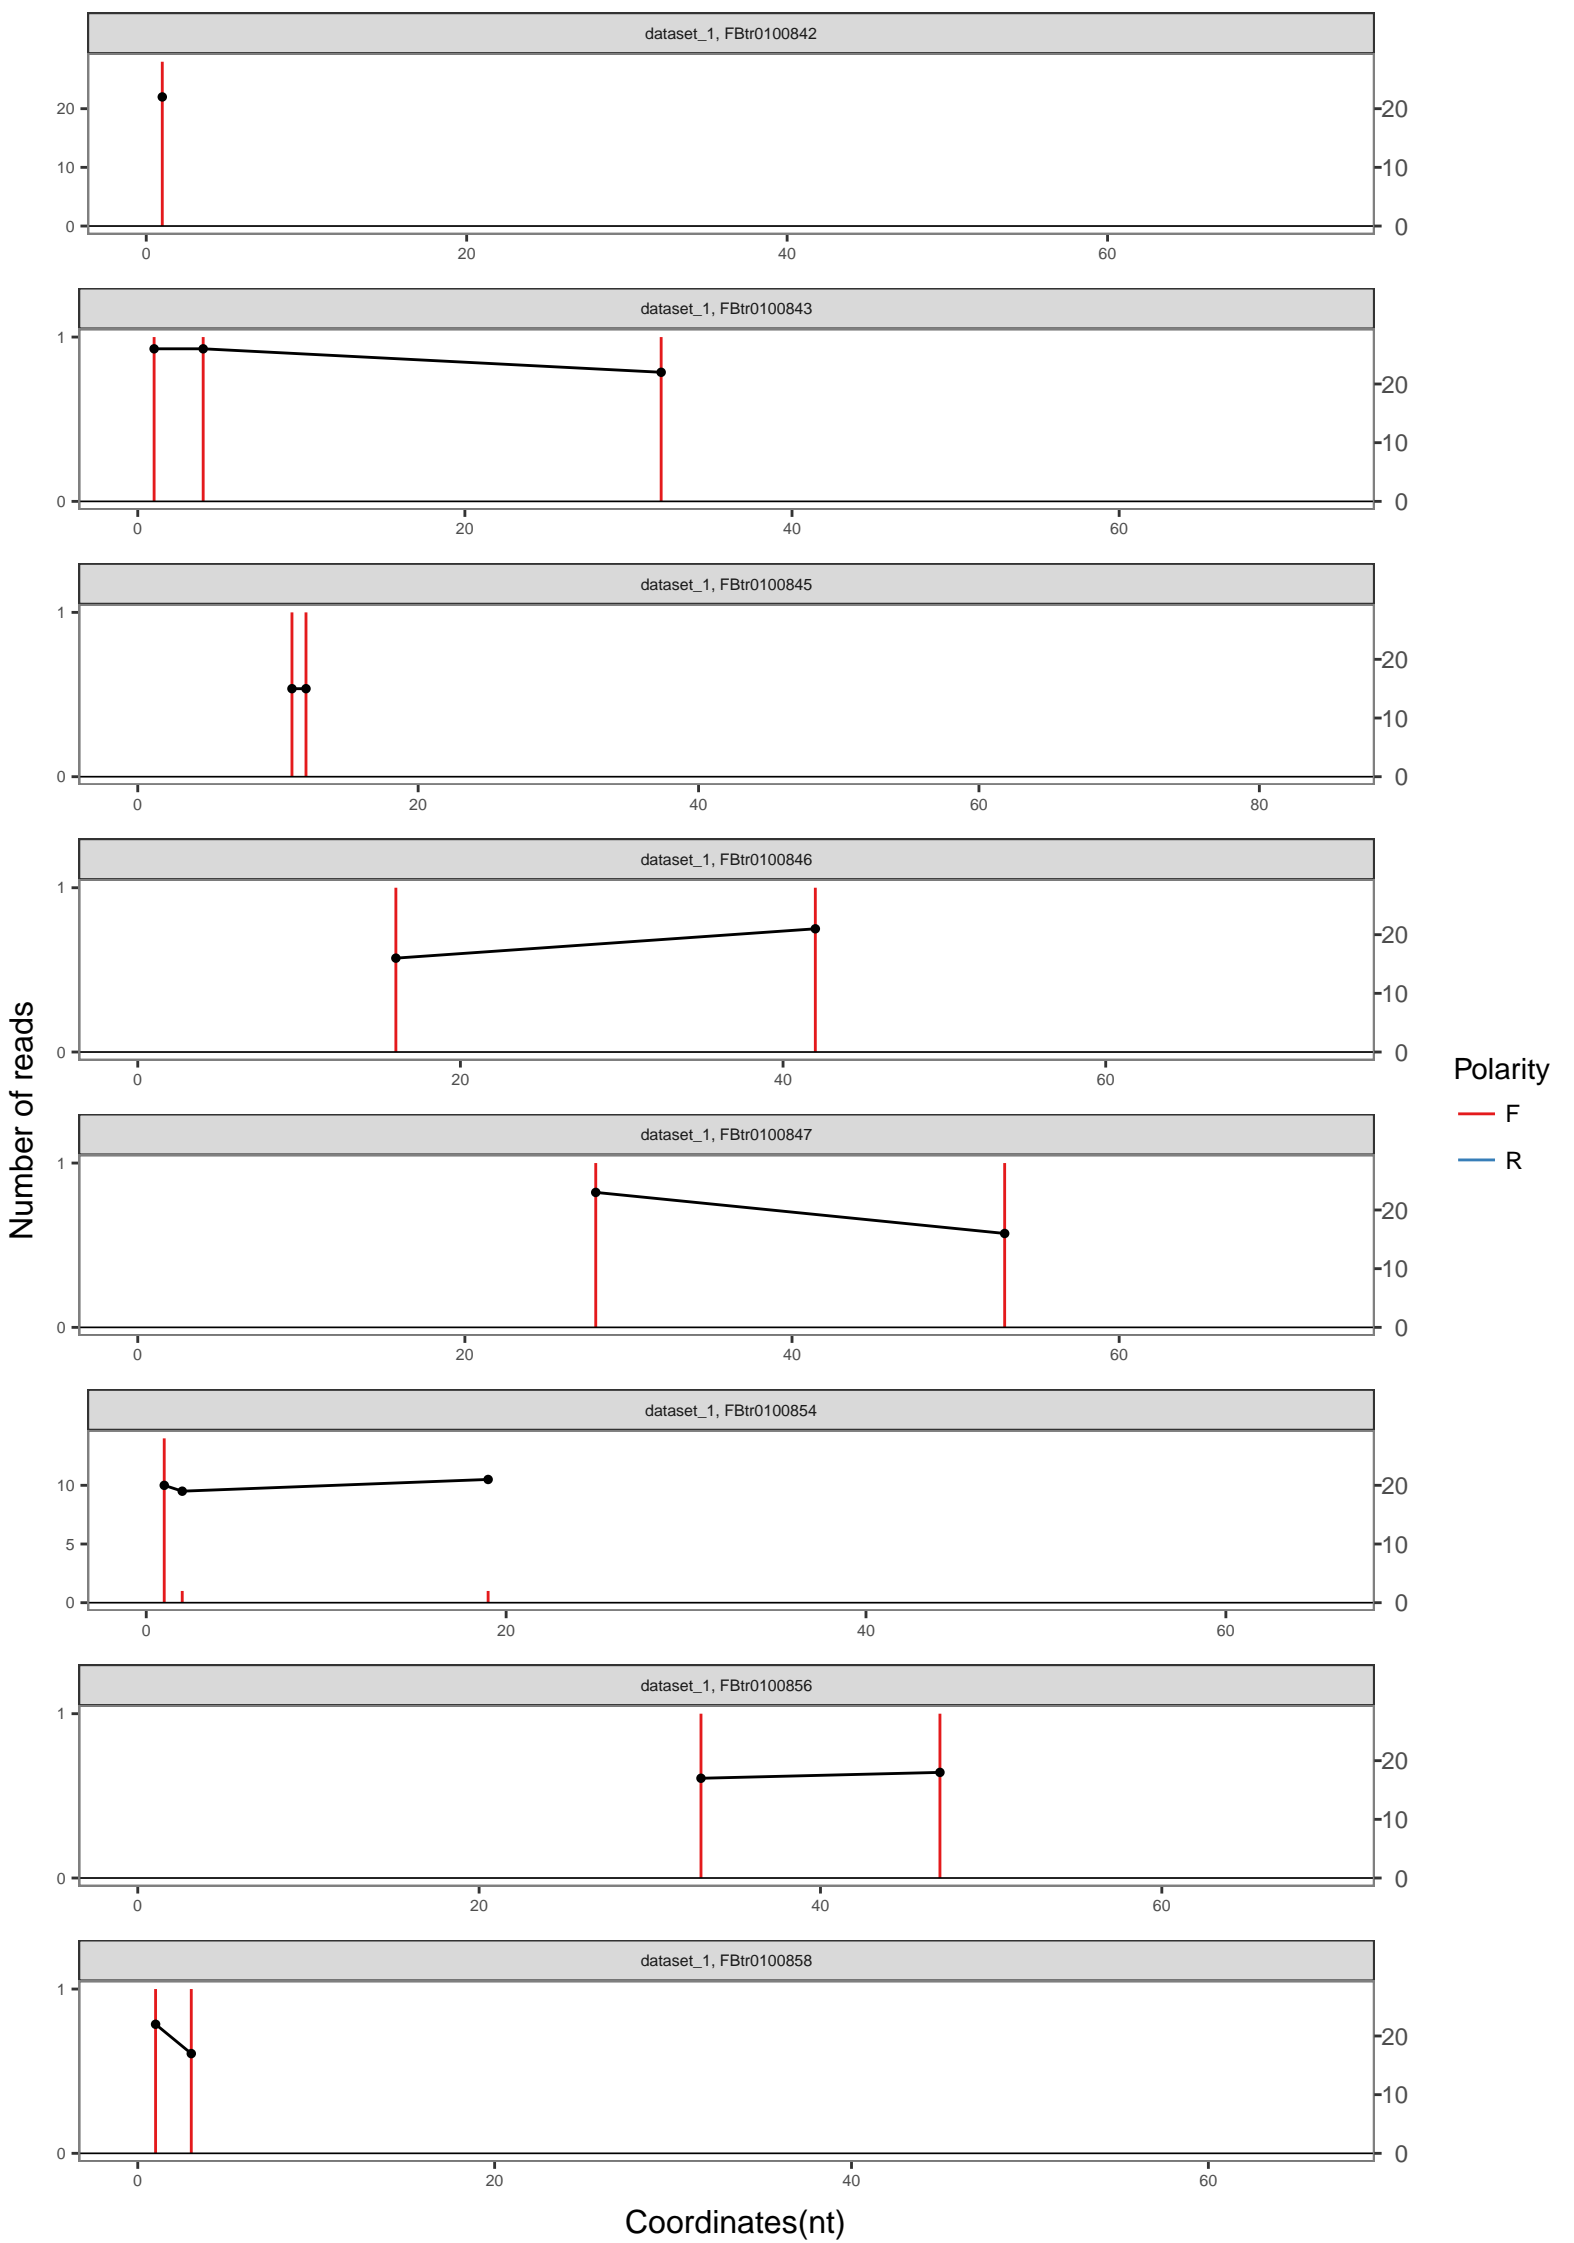 dataset_1, FBtr0100842
20
10
0
20
10
0
0 20 40 60
dataset_1, FBtr0100843
1
0
20
10
0
0 20 40 60
dataset_1, FBtr0100845
1
0
20
10
0
0 20 40 60 80
dataset_1, FBtr0100846
1
0
20
10
0
0 20 40 60
dataset_1, FBtr0100847
1
0
20
10
0
0 20 40 60
dataset_1, FBtr0100854
10
5
0
20
10
0
0 20 40 60
dataset_1, FBtr0100856
1
0
20
10
0
0 20 40 60
dataset_1, FBtr0100858
1
0
20
10
0
0 20 40 60
Number of reads
Coordinates(nt)
Polarity
F
R